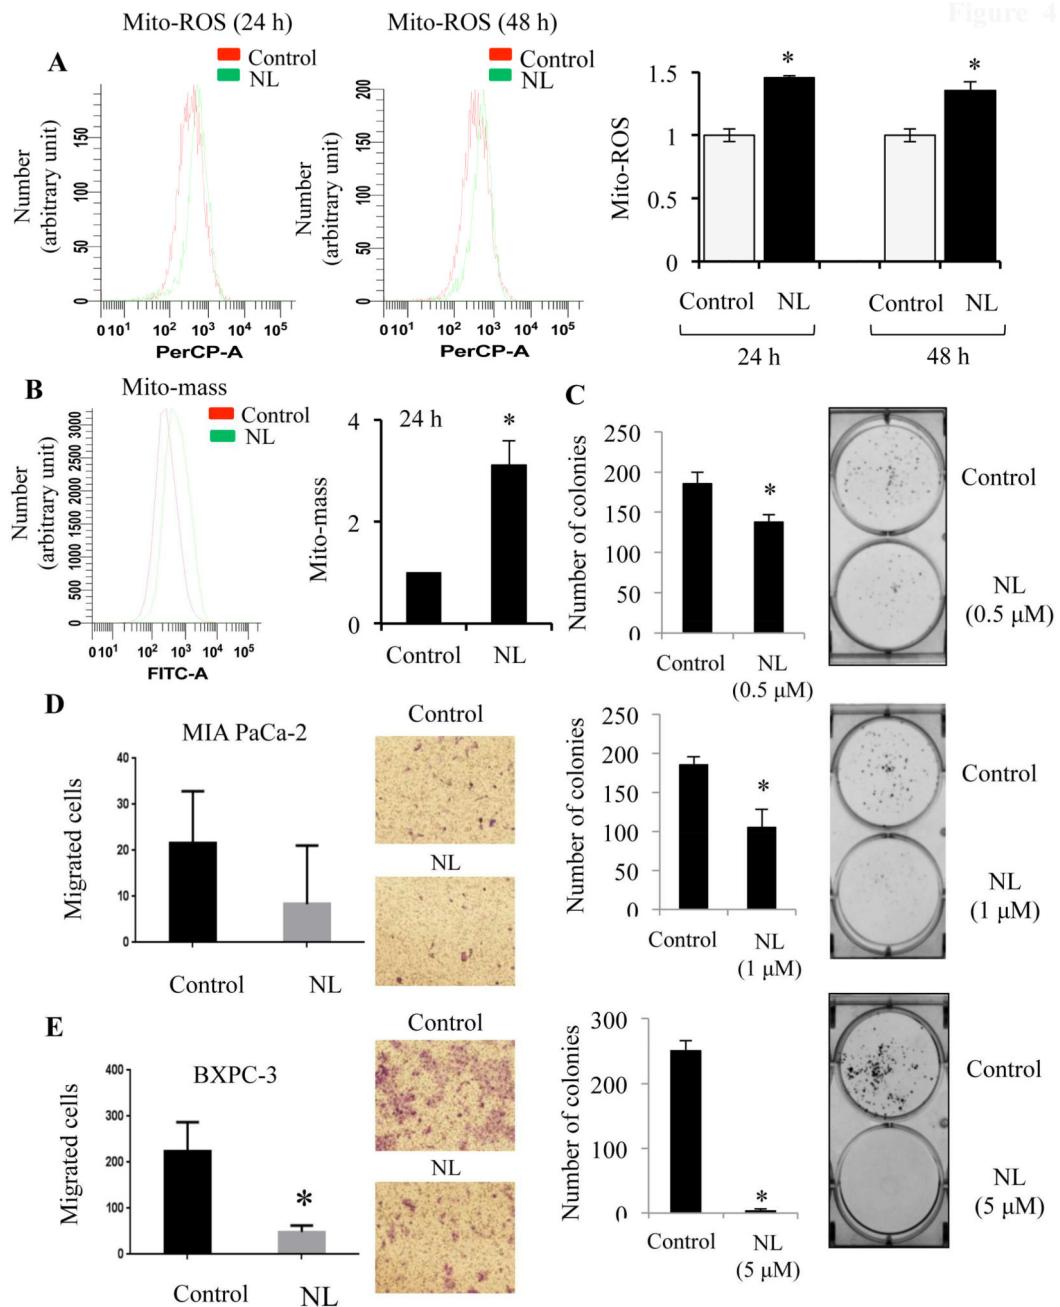 Figure 4
A
Mito-ROS (24 h)
Control
NL
Number
(arbitrary unit)
150
100
50
0
0 10¹ 10² 10³ 10⁴ 10⁵
PerCP-A
Mito-ROS (48 h)
Control
NL
Number
(arbitrary unit)
200
150
100
50
0
0 10¹ 10² 10³ 10⁴ 10⁵
PerCP-A
Mito-ROS
1.5
1
0.5
0
*
*
Control NL Control NL
24 h 48 h
B
Mito-mass
Control
NL
Number
(arbitrary unit)
3000
2500
2000
1500
1000
500
0
0 10¹ 10² 10³ 10⁴ 10⁵
FITC-A
24 h
Mito-mass
4
2
0
*
Control NL
C
Number of colonies
250
200
150
100
50
0
*
Control NL
(0.5 µM)
Control
NL
(0.5 µM)
Number of colonies
250
200
150
100
50
0
*
Control NL
(1 µM)
Control
NL
(1 µM)
Number of colonies
300
200
100
0
*
Control NL
(5 µM)
Control
NL
(5 µM)
D
MIA PaCa-2
Migrated cells
40
30
20
10
0
Control NL
Control
NL
E
BXPC-3
Migrated cells
400
300
200
100
0
*
Control NL
Control
NL